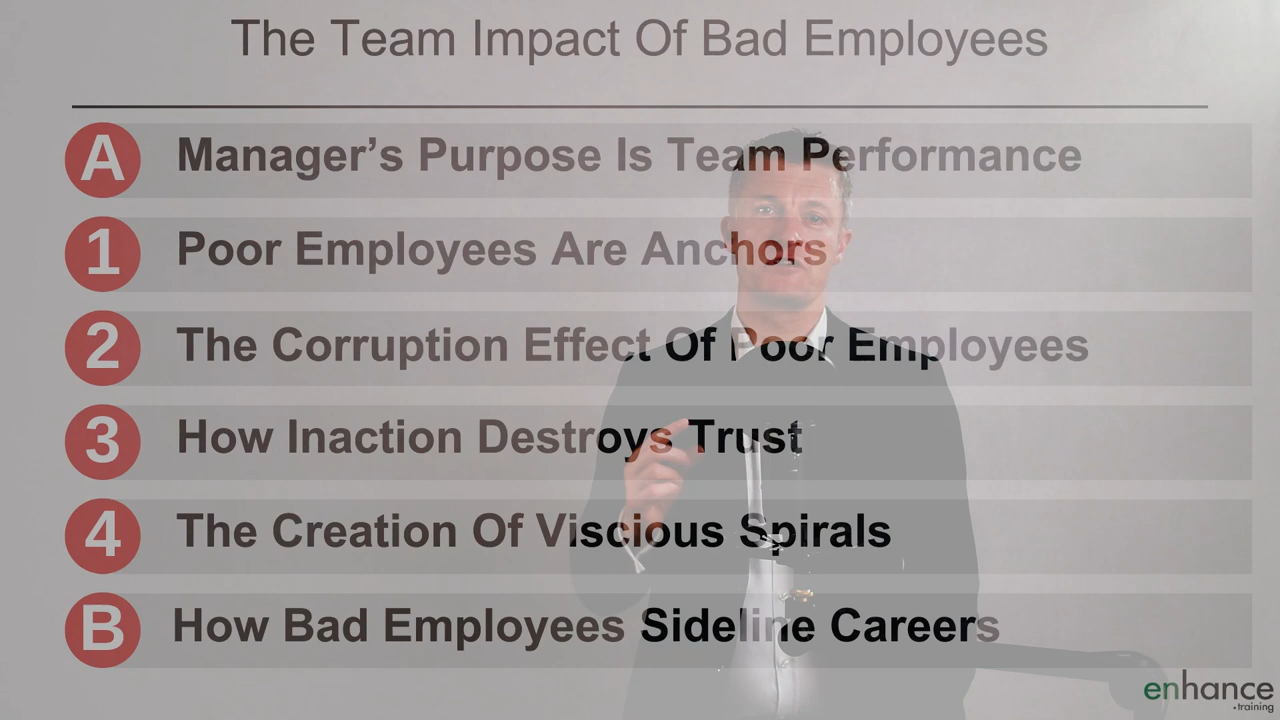 The Team Impact Of Bad Employees
A Manager’s Purpose Is Team Performance
1 Poor Employees Are Anchors
2 The Corruption Effect Of Poor Employees
3 How Inaction Destroys Trust
4 The Creation Of Viscious Spirals
B How Bad Employees Sideline Careers
enhance
.training